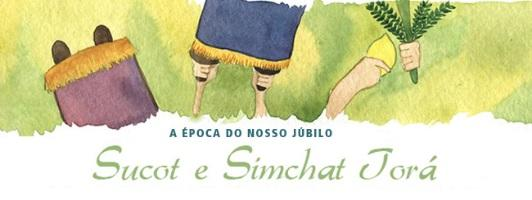 A ÉPOCA DO NOSSO JÚBILO
Sucot e Simchat Torá